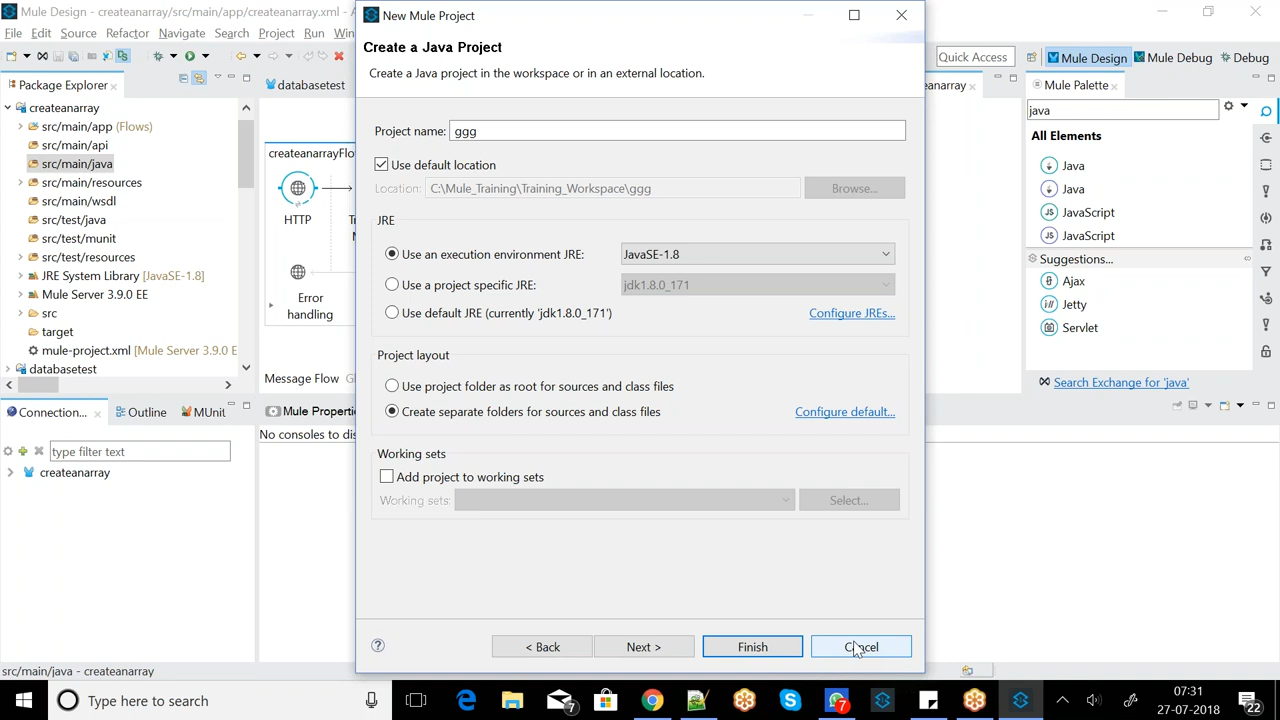 Mule Design - createanarray/src/main/app/createanarray.xml - M
File Edit Source Refactor Navigate Search Project Run Win
Quick Access
Mule Design
Mule Debug
Debug
Package Explorer
createanarray
src/main/app (Flows)
src/main/api
src/main/java
src/main/resources
src/main/wsdl
src/test/java
src/test/munit
src/test/resources
JRE System Library [JavaSE-1.8]
Mule Server 3.9.0 EE
src
target
mule-project.xml [Mule Server 3.9.0 E
databasetest
databasetest
createanarrayFlo
HTTP
Error
handling
Message Flow
New Mule Project
Create a Java Project
Create a Java project in the workspace or in an external location.
Project name: ggg
Use default location
Location: C:\Mule_Training\Training_Workspace\ggg
Browse...
JRE
Use an execution environment JRE: JavaSE-1.8
Use a project specific JRE: jdk1.8.0_171
Use default JRE (currently 'jdk1.8.0_171') Configure JREs...
Project layout
Use project folder as root for sources and class files
Create separate folders for sources and class files Configure default...
Working sets
Add project to working sets
Working sets: Select...
< Back
Next >
Finish
Cancel
anarray
Mule Palette
java
All Elements
Java
Java
JavaScript
JavaScript
Suggestions...
Ajax
Jetty
Servlet
Search Exchange for 'java'
Connection...
Outline
MUnit
type filter text
createanarray
Mule Properti
No consoles to dis
src/main/java - createanarray
Type here to search
7
7
07:31
27-07-2018
22